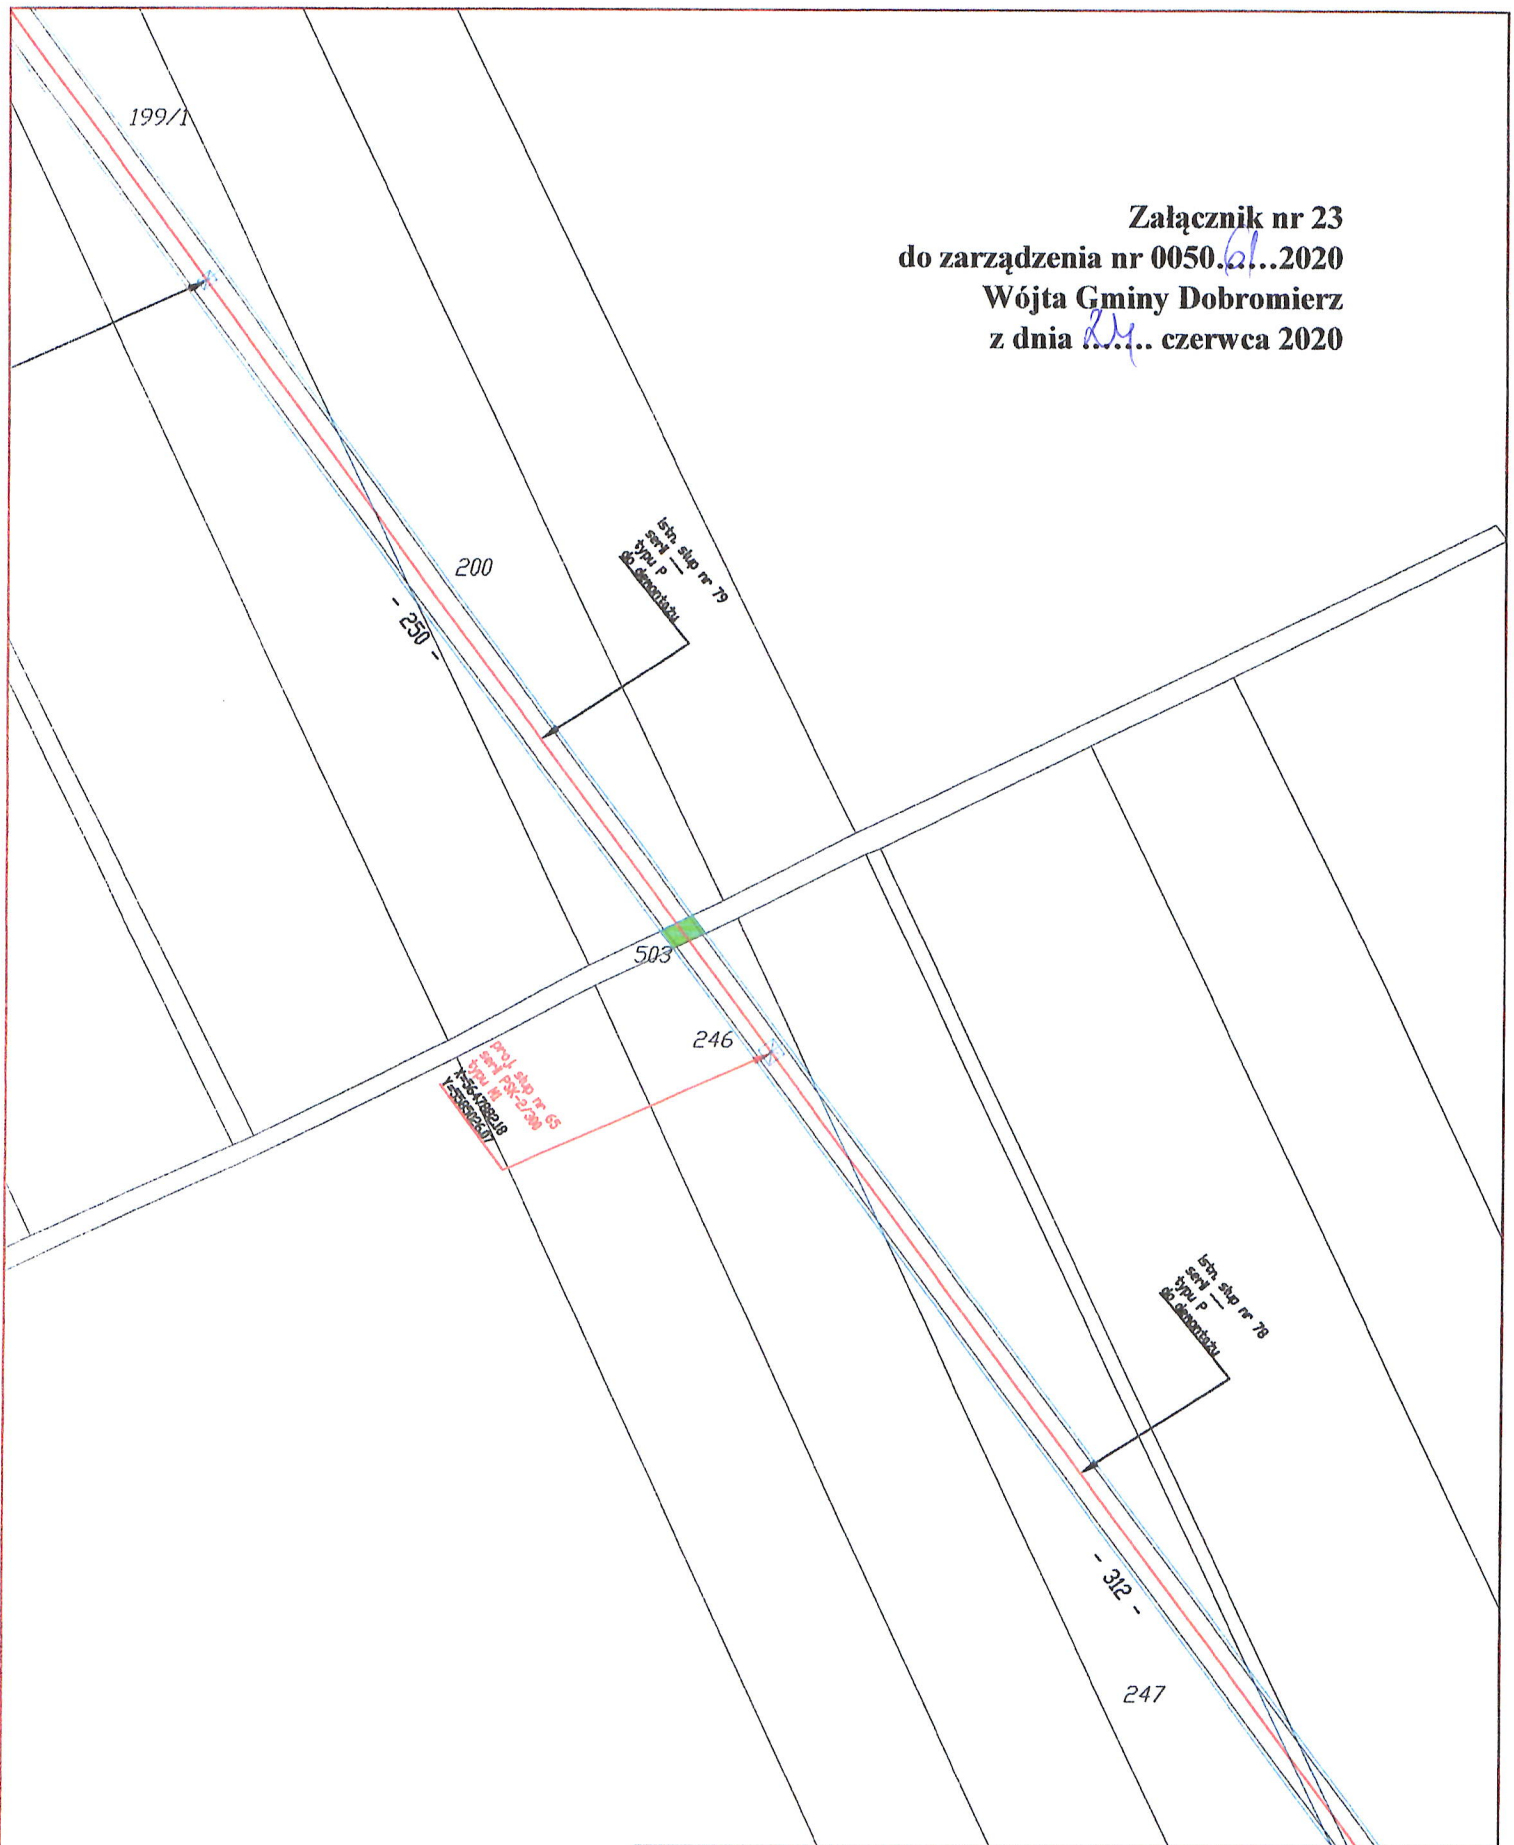 199/1
Załącznik nr 23
do zarządzenia nr 0050.61...2020
Wójta Gminy Dobromierz
z dnia 24 czerwca 2020
200
- 250 -
istn. słup nr 79
serii ---
typu P
do demontażu
503
246
proj. słup nr 65
serii PSK-2/300
typu M1
istn. słup nr 78
serii ---
typu P
do demontażu
- 312 -
247